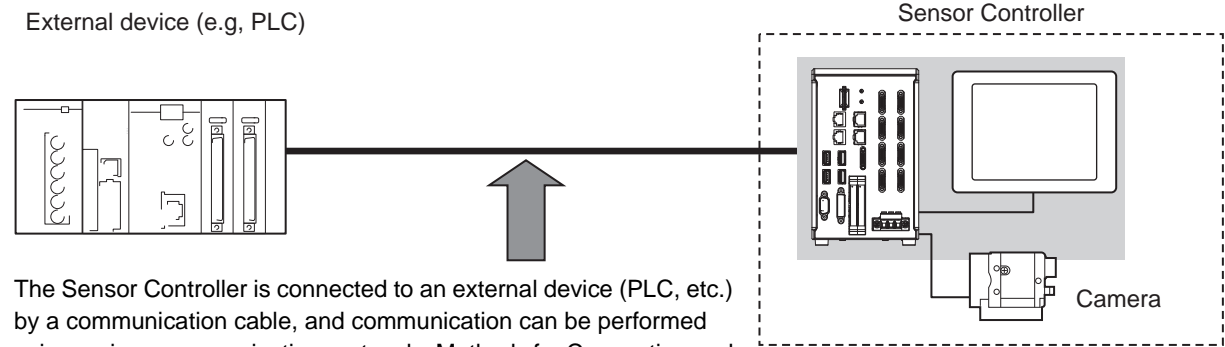 External device (e.g, PLC)
Sensor Controller
Camera
The Sensor Controller is connected to an external device (PLC, etc.)
by a communication cable, and communication can be performed